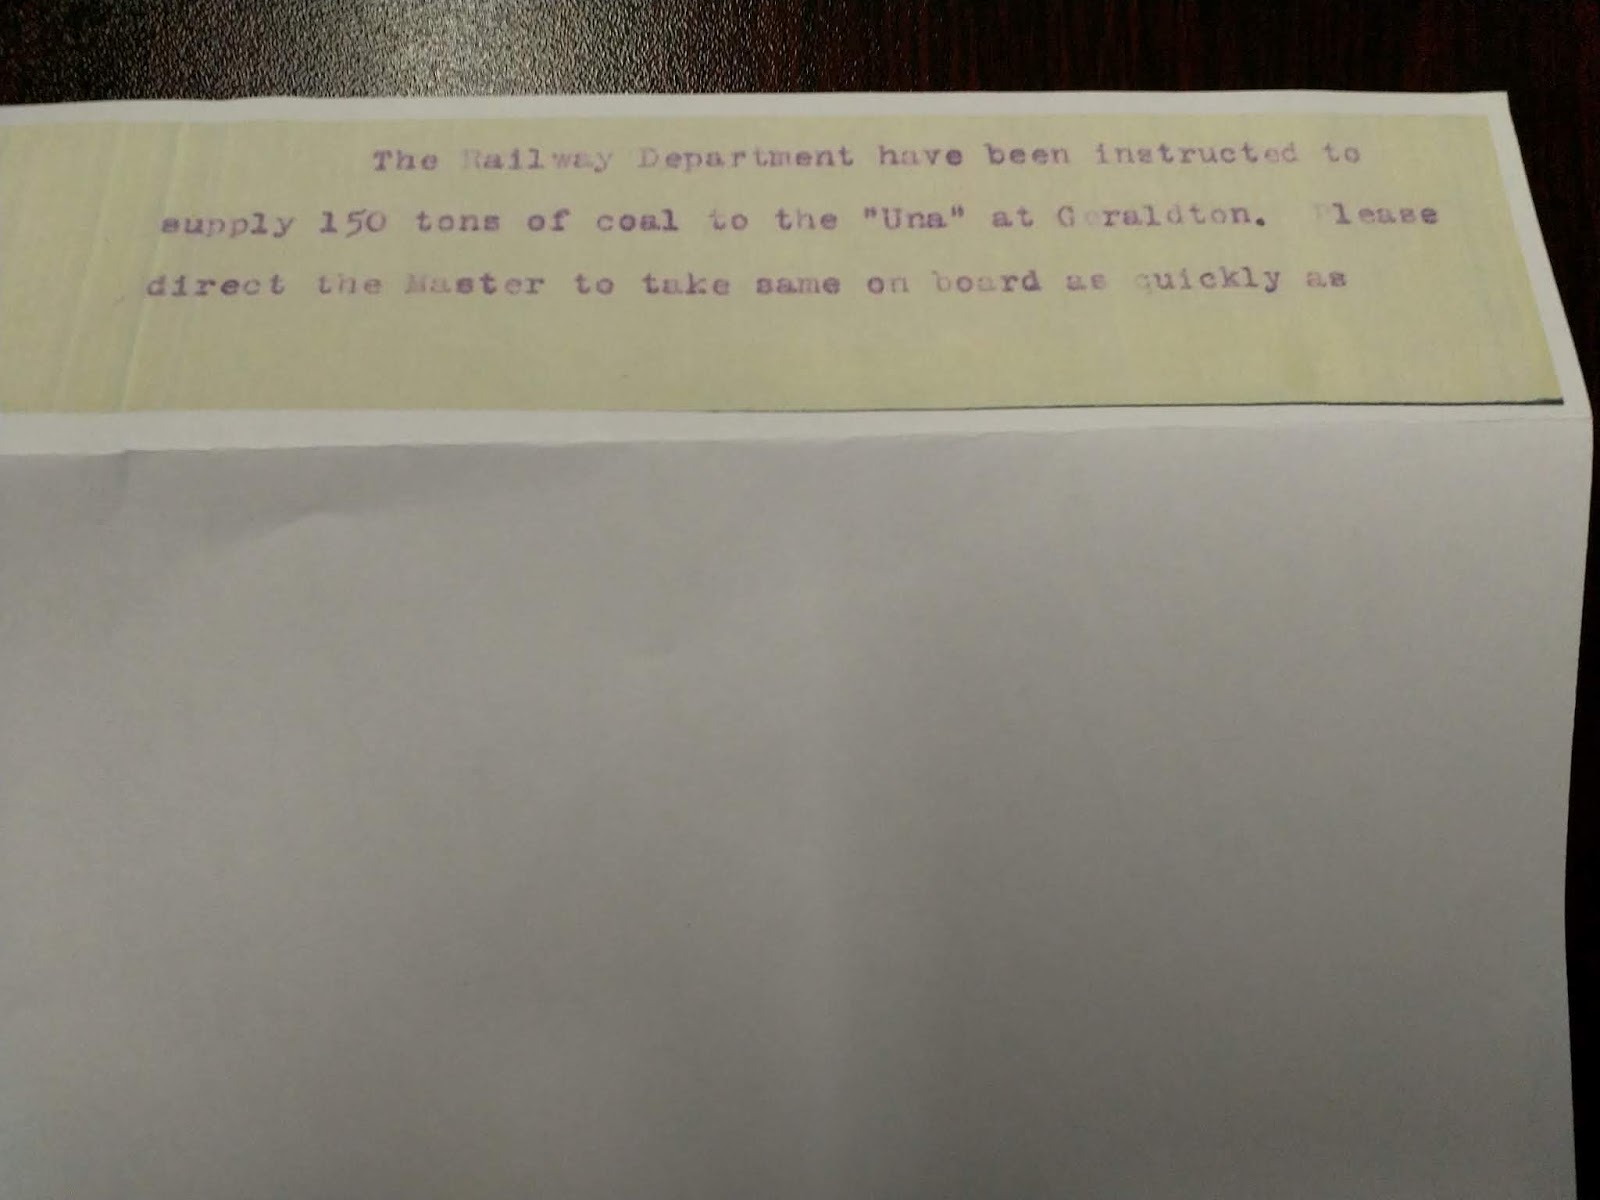 The Railway Department have been instructed to
supply 150 tons of coal to the "Una" at Geraldton. Please
direct the Master to take same on board as quickly as